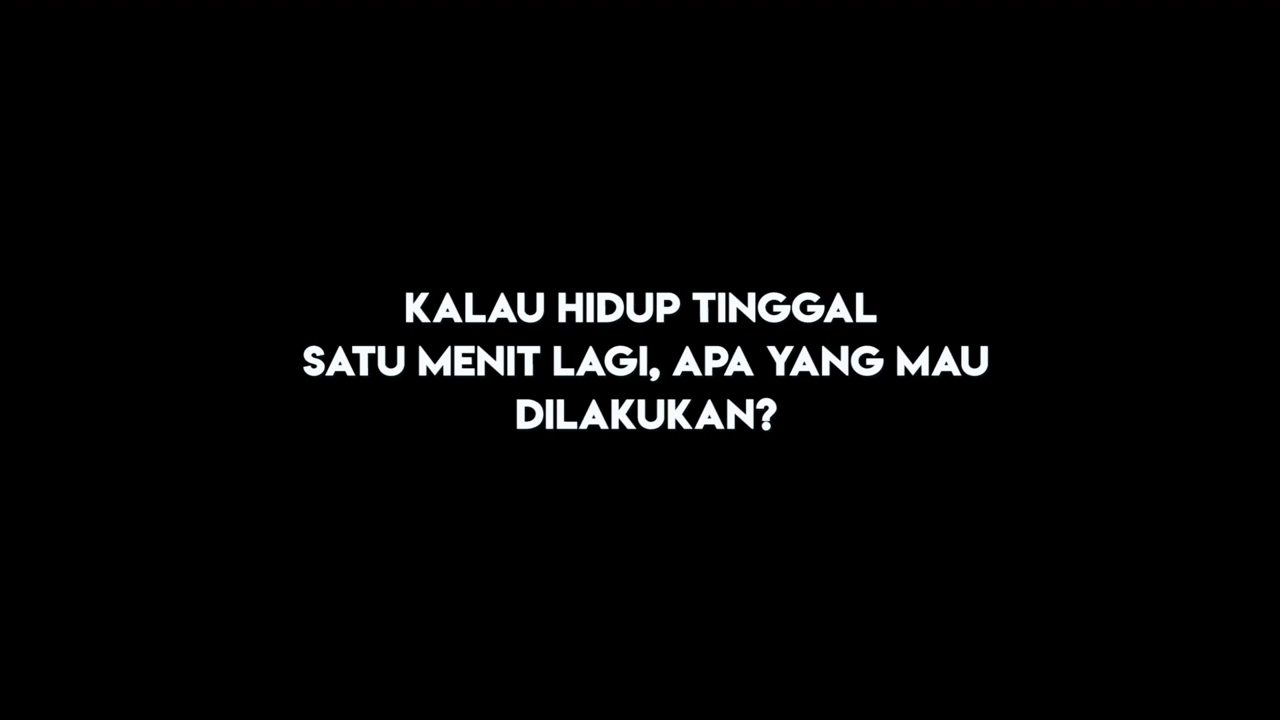 KALAU HIDUP TINGGAL
SATU MENIT LAGI, APA YANG MAU
DILAKUKAN?